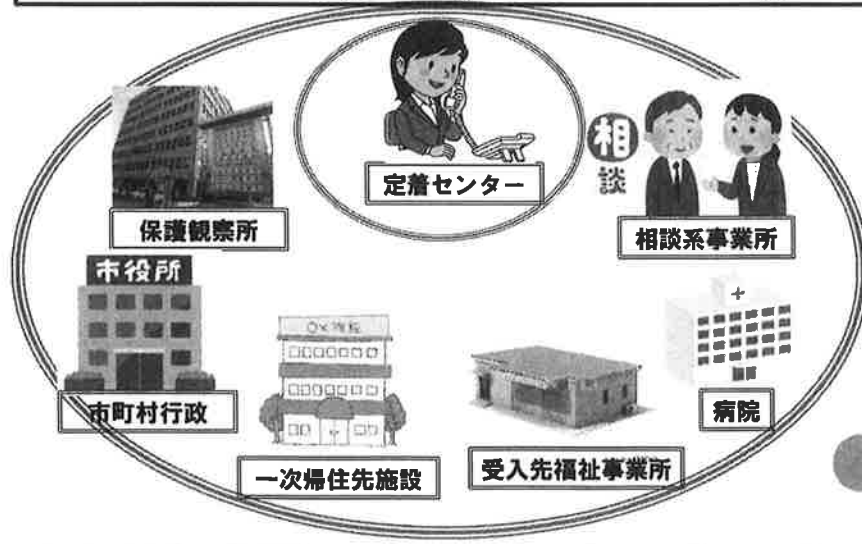 定着センター
相
談
保護観察所
相談系事業所
市役所
市町村行政
○×施設
一次帰住先施設
受入先福祉事業所
病院